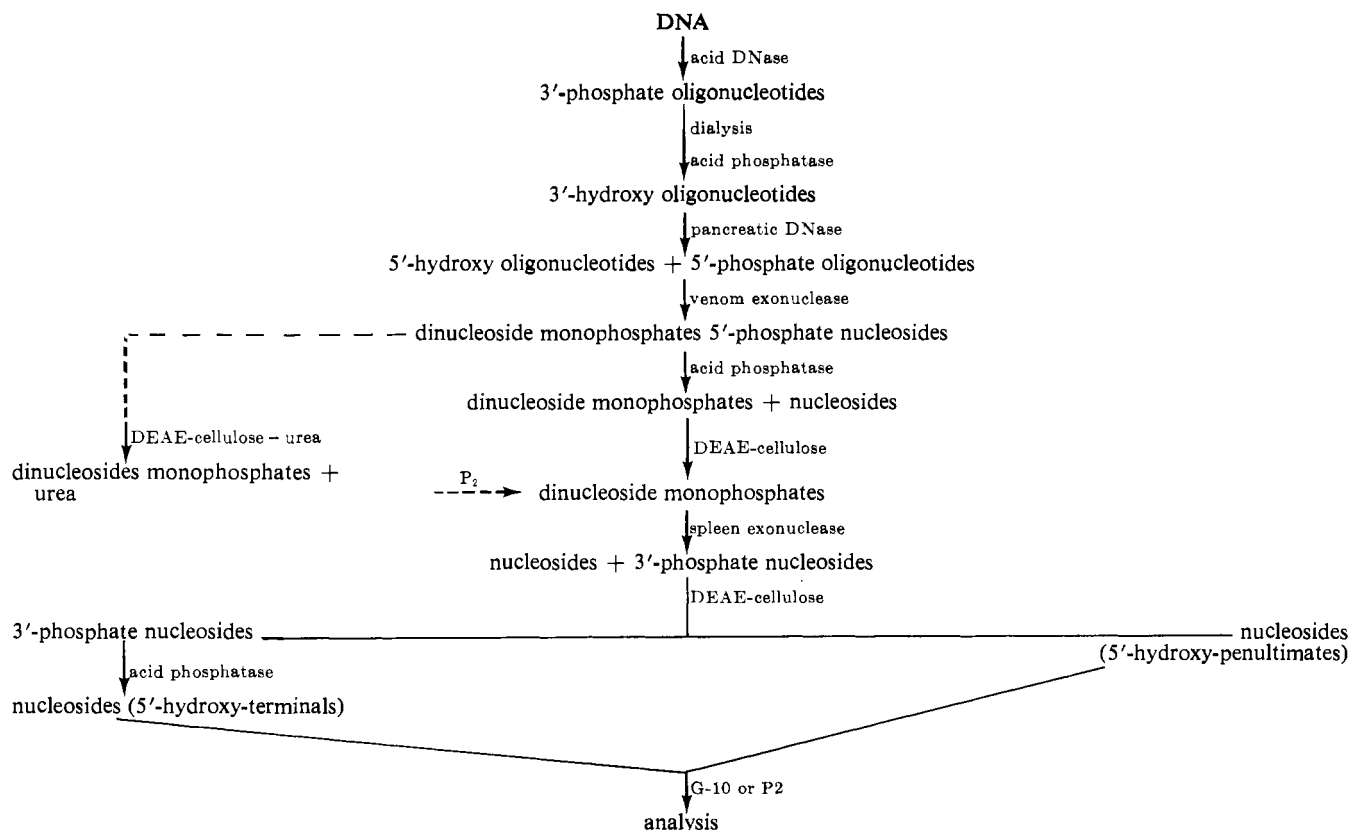 DNA
acid DNase
3′-phosphate oligonucleotides
dialysis
acid phosphatase
3′-hydroxy oligonucleotides
pancreatic DNase
5′-hydroxy oligonucleotides + 5′-phosphate oligonucleotides
venom exonuclease
dinucleoside monophosphates 5′-phosphate nucleosides
acid phosphatase
dinucleoside monophosphates + nucleosides
DEAE-cellulose – urea
DEAE-cellulose
dinucleosides monophosphates +
urea
P₂
dinucleoside monophosphates
spleen exonuclease
nucleosides + 3′-phosphate nucleosides
DEAE-cellulose
3′-phosphate nucleosides
nucleosides
(5′-hydroxy-penultimates)
acid phosphatase
nucleosides (5′-hydroxy-terminals)
G-10 or P2
analysis